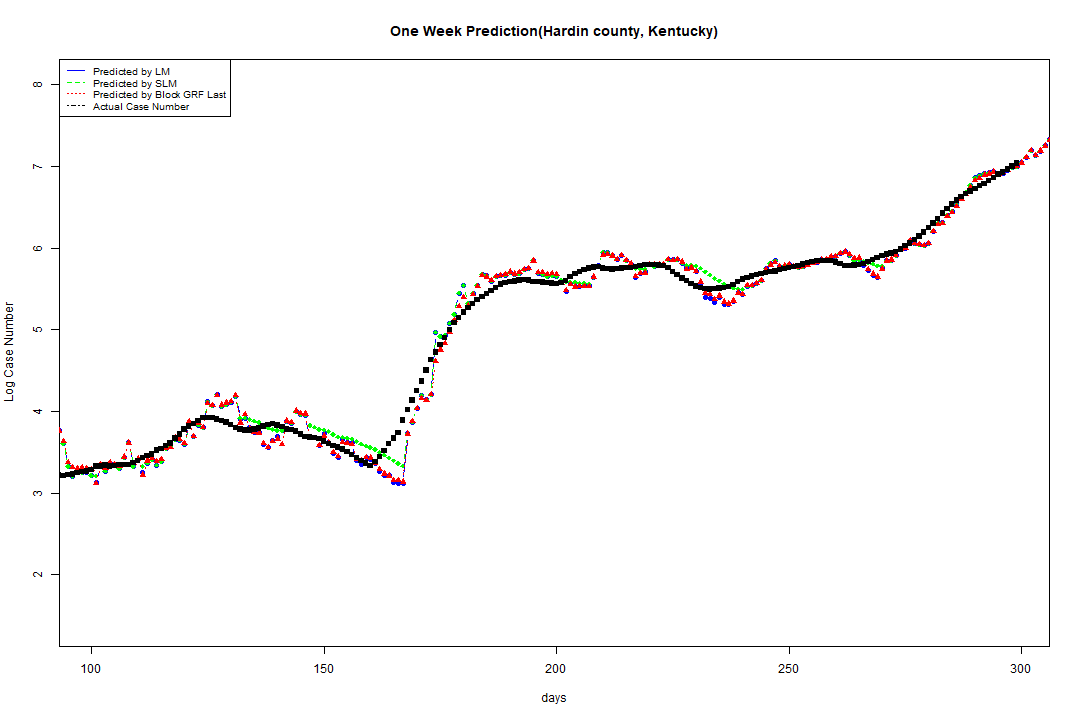 One Week Prediction(Hardin county, Kentucky)
Predicted by LM
Predicted by SLM
Predicted by Block GRF Last
Actual Case Number
8
7
6
5
4
3
2
Log Case Number
100 150 200 250 300
days